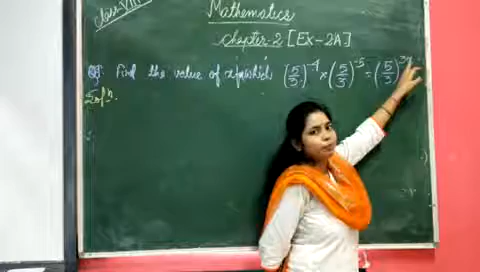 Class-VIII
Mathematics
Chapter-2 [EX-2A]
Q. Find the value of x for which (5/3)^-4 × (5/3)^-5 = (5/3)^3x
Solⁿ.